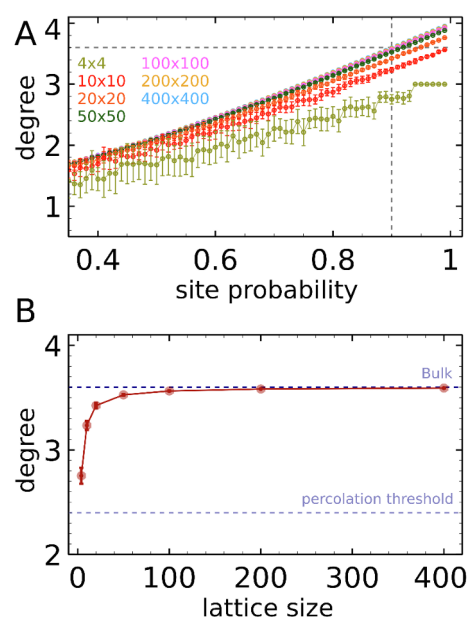 A
4
3
2
1
degree
4x4 100x100
10x10 200x200
20x20 400x400
50x50
0.4 0.6 0.8 1
site probability
B
4
3
2
degree
Bulk
percolation threshold
0 100 200 300 400
lattice size